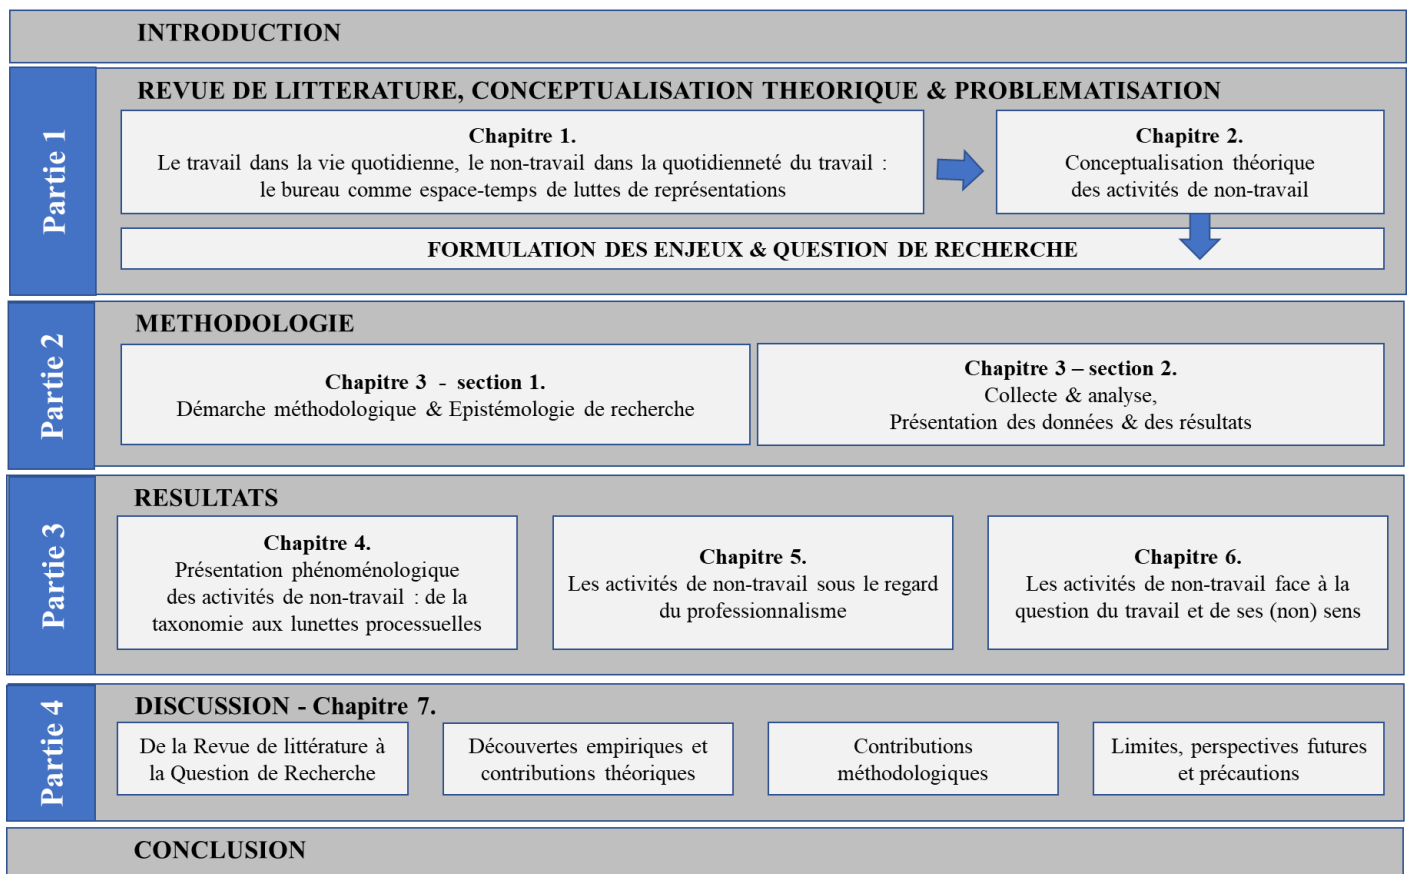 INTRODUCTION
Partie 1
REVUE DE LITTERATURE, CONCEPTUALISATION THEORIQUE & PROBLEMATISATION
Chapitre 1.
Le travail dans la vie quotidienne, le non-travail dans la quotidienneté du travail :
le bureau comme espace-temps de luttes de représentations
Chapitre 2.
Conceptualisation théorique
des activités de non-travail
FORMULATION DES ENJEUX & QUESTION DE RECHERCHE
Partie 2
METHODOLOGIE
Chapitre 3 - section 1.
Démarche méthodologique & Epistémologie de recherche
Chapitre 3 – section 2.
Collecte & analyse,
Présentation des données & des résultats
Partie 3
RESULTATS
Chapitre 4.
Présentation phénoménologique
des activités de non-travail : de la
taxonomie aux lunettes processuelles
Chapitre 5.
Les activités de non-travail sous le regard
du professionnalisme
Chapitre 6.
Les activités de non-travail face à la
question du travail et de ses (non) sens
Partie 4
DISCUSSION - Chapitre 7.
De la Revue de littérature à
la Question de Recherche
Découvertes empiriques et
contributions théoriques
Contributions
méthodologiques
Limites, perspectives futures
et précautions
CONCLUSION